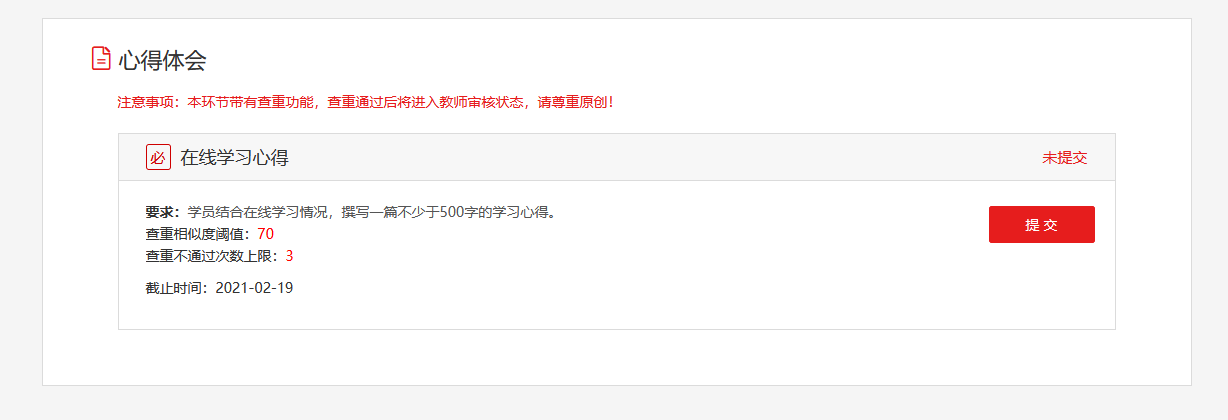 心得体会
注意事项：本环节带有查重功能，查重通过后将进入教师审核状态，请尊重原创！
必 在线学习心得 未提交
要求：学员结合在线学习情况，撰写一篇不少于500字的学习心得。
提 交
查重相似度阈值：70
查重不通过次数上限：3
截止时间：2021-02-19